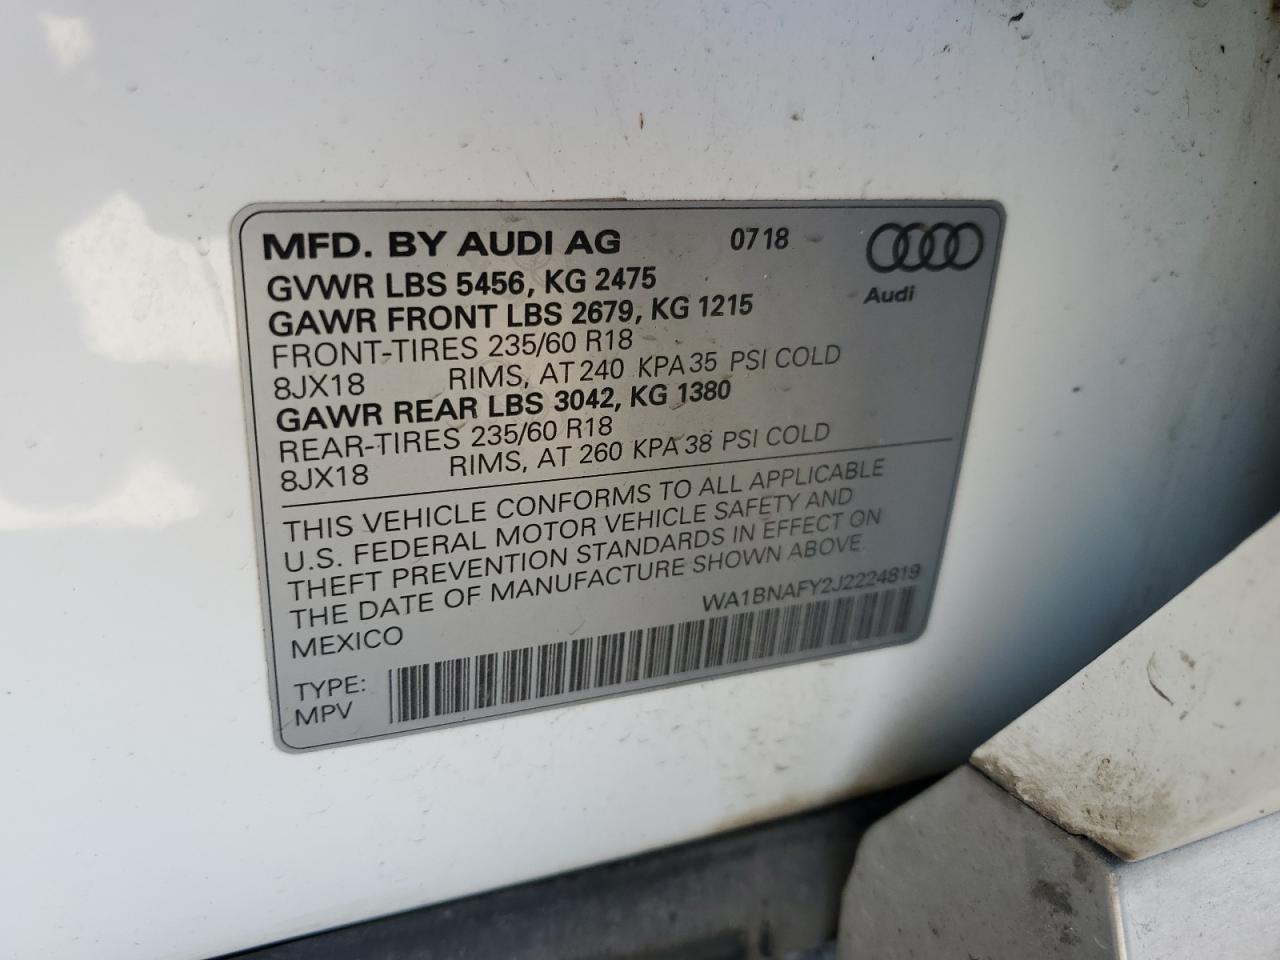 MFD. BY AUDI AG 0718
GVWR LBS 5456, KG 2475
Audi
GAWR FRONT LBS 2679, KG 1215
FRONT-TIRES 235/60 R18
8JX18 RIMS, AT 240 KPA 35 PSI COLD
GAWR REAR LBS 3042, KG 1380
REAR-TIRES 235/60 R18
8JX18 RIMS, AT 260 KPA 38 PSI COLD
THIS VEHICLE CONFORMS TO ALL APPLICABLE
U.S. FEDERAL MOTOR VEHICLE SAFETY AND
THEFT PREVENTION STANDARDS IN EFFECT ON
THE DATE OF MANUFACTURE SHOWN ABOVE.
MEXICO WA1BNAFY2J2224819
TYPE:
MPV